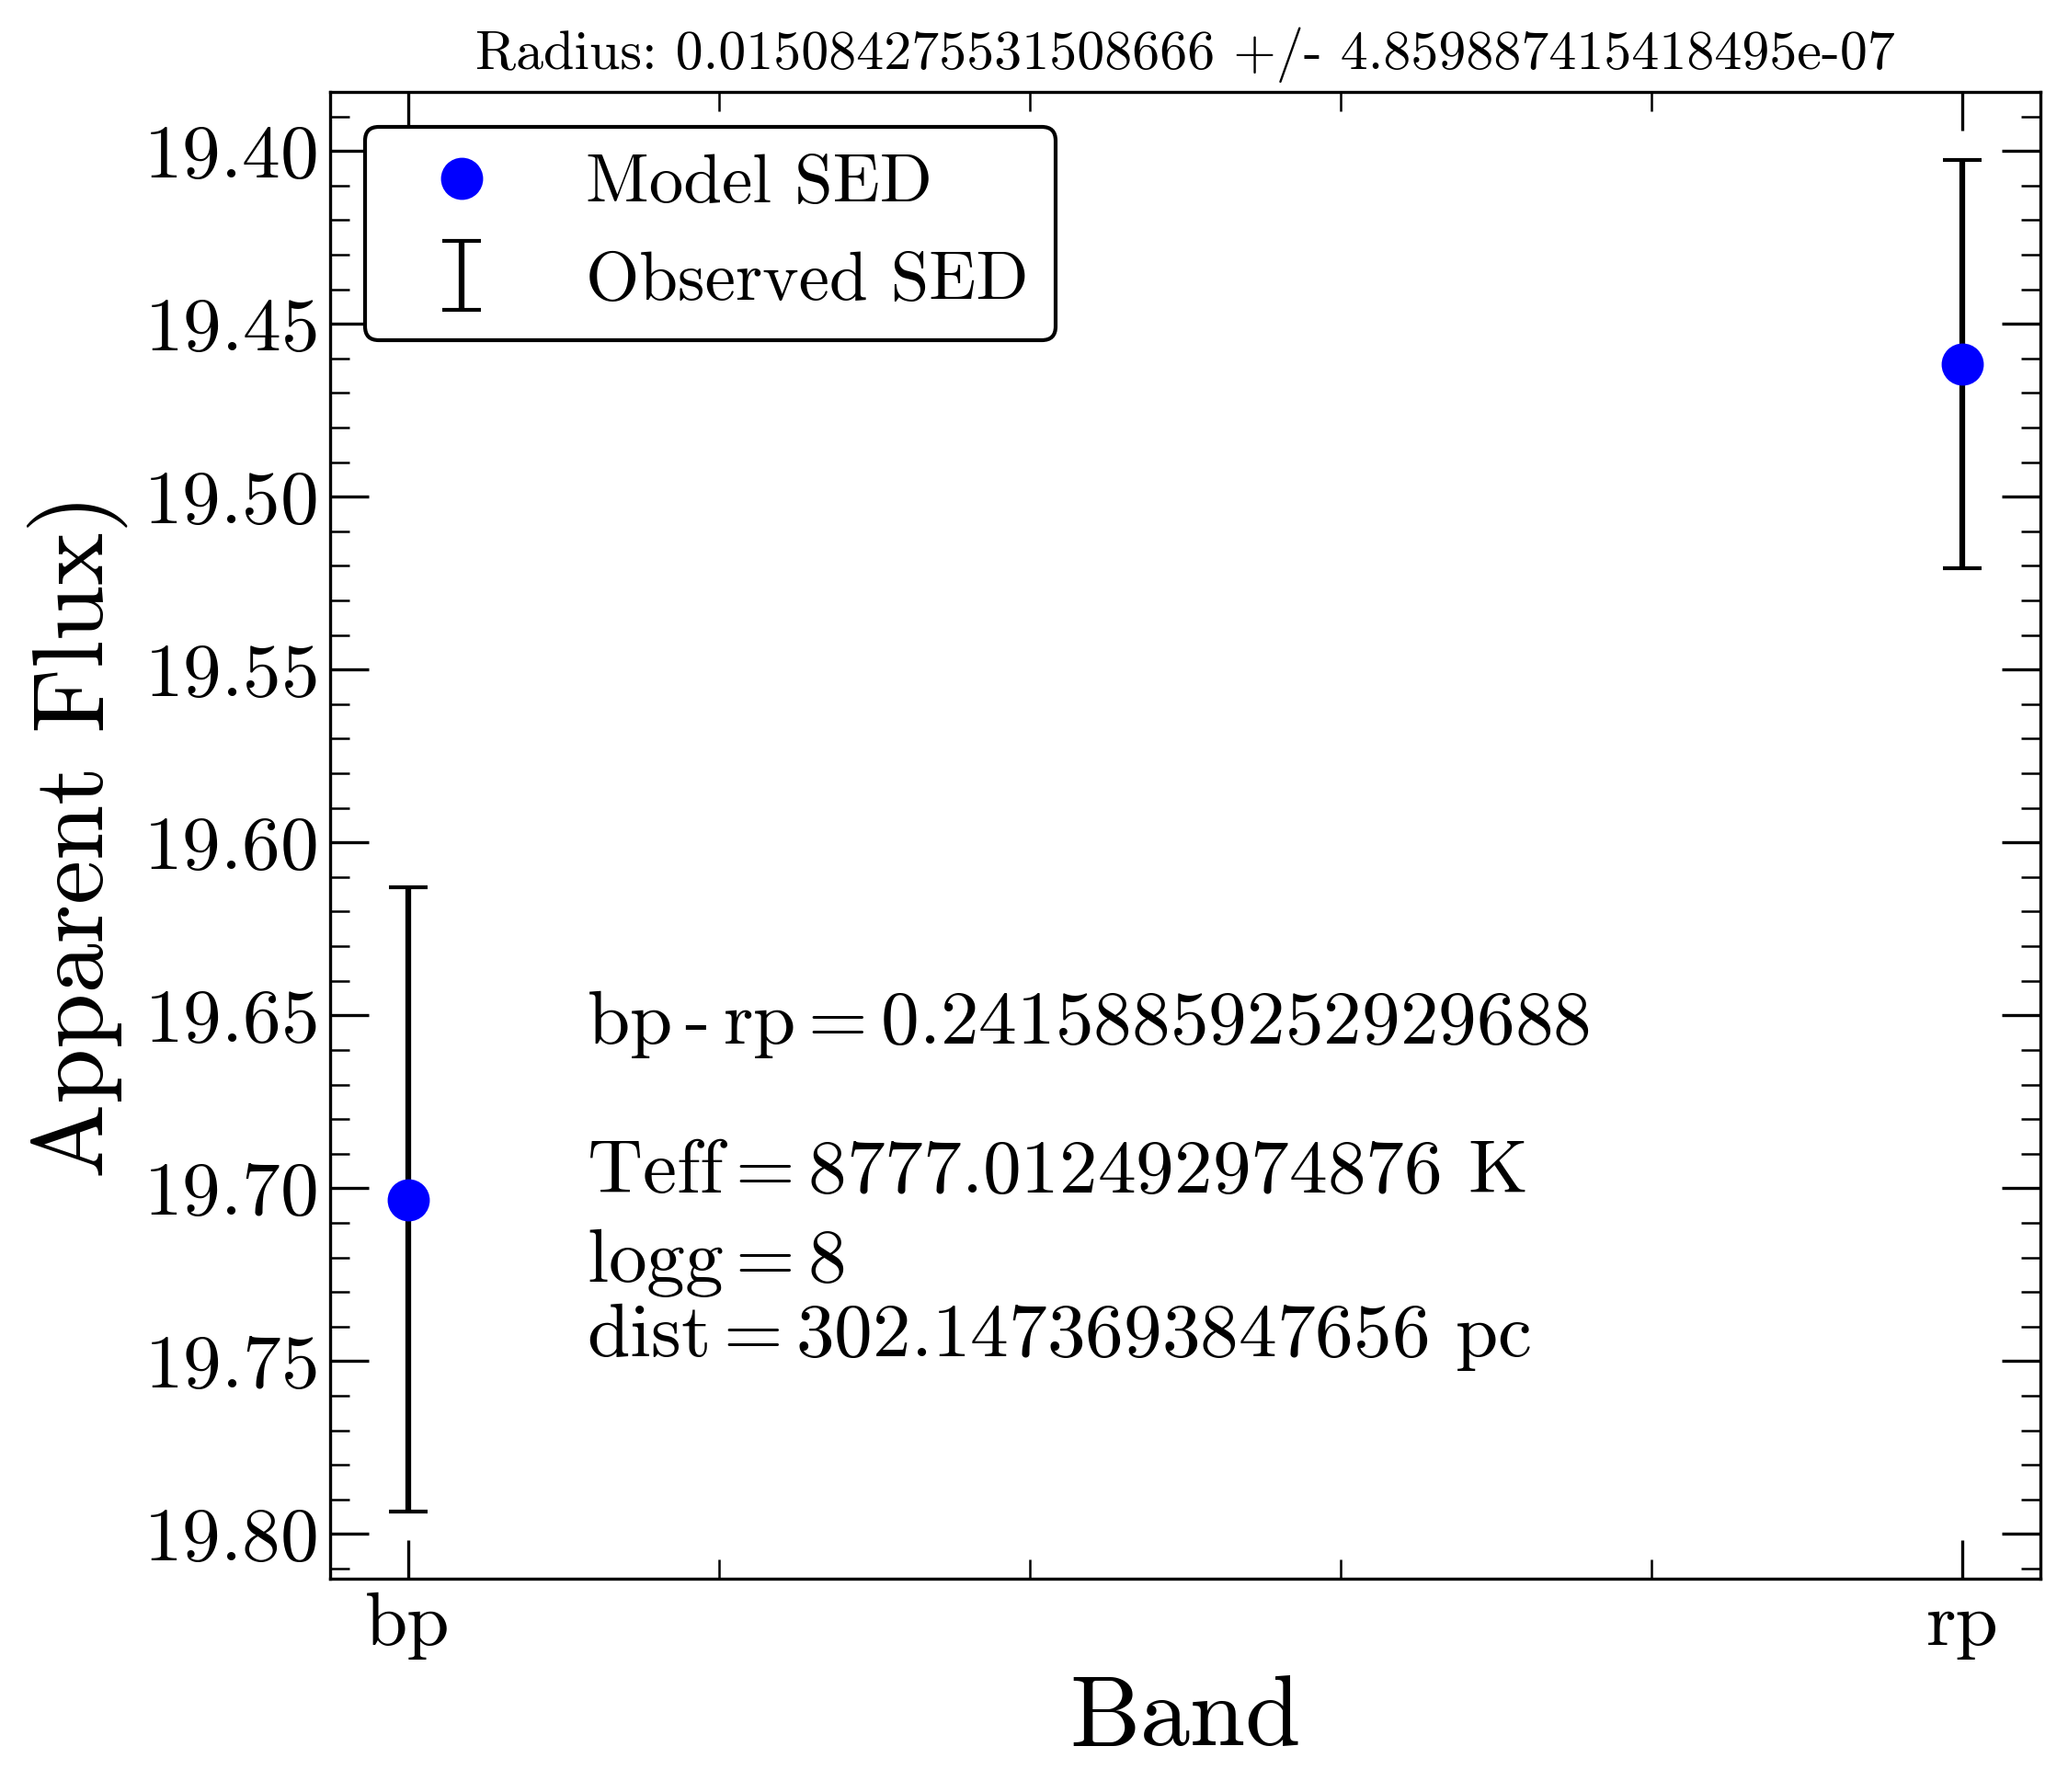 Radius: 0.015084275531508666 +/- 4.859887415418495e-07
Model SED
Observed SED
Apparent Flux)
19.40
19.45
19.50
19.55
19.60
19.65
19.70
19.75
19.80
bp - rp = 0.2415885925292 9688
Teff = 8777.012492974876 K
logg = 8
dist = 302.1473693847656 pc
bp
rp
Band